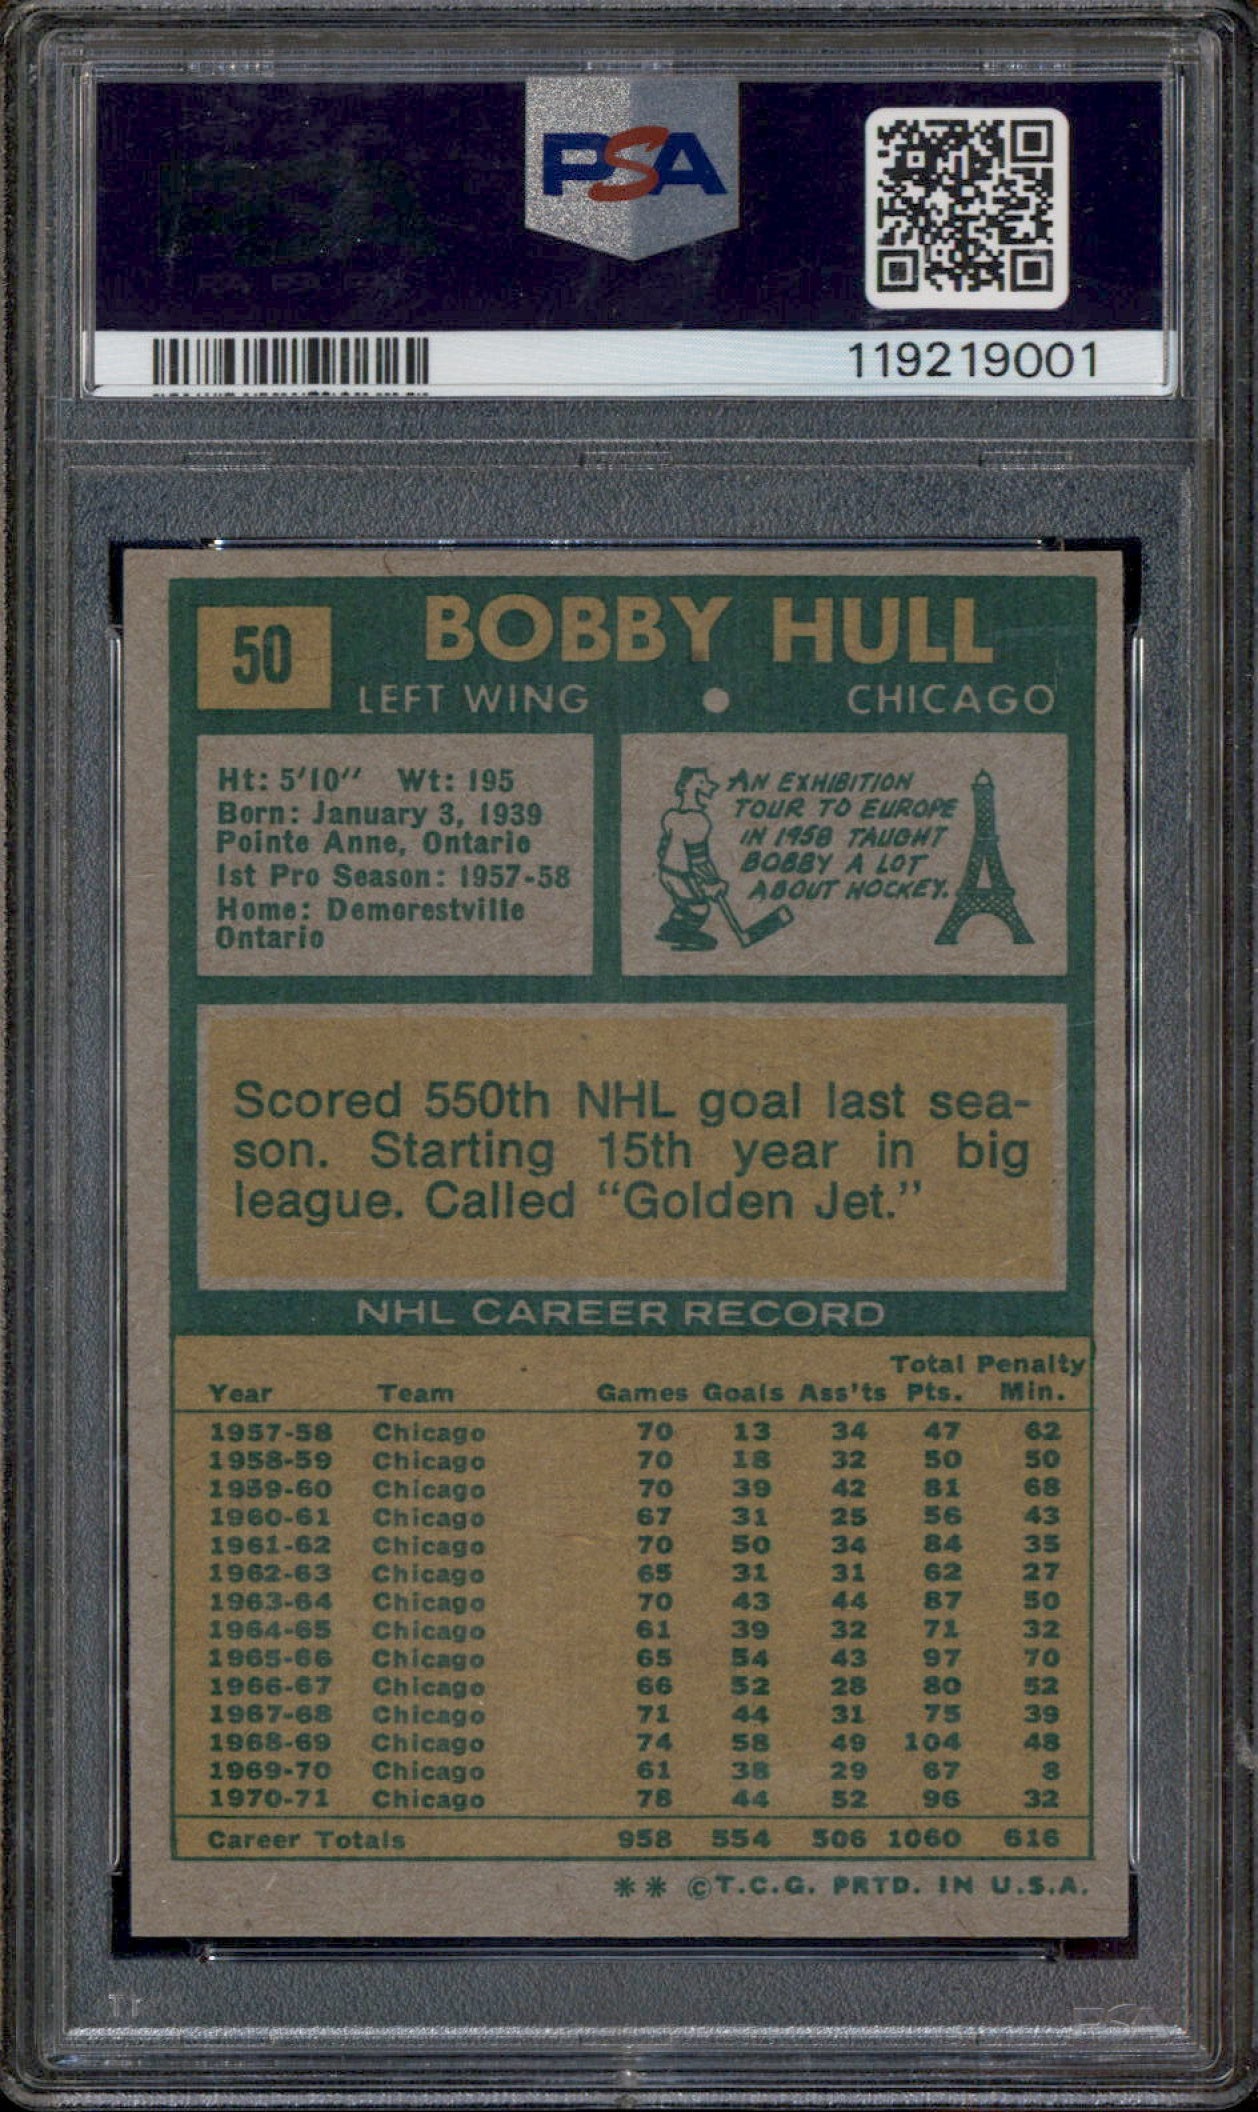 PSA
119219001
50
BOBBY HULL
LEFT WING • CHICAGO
Ht: 5'10" Wt: 195
Born: January 3, 1939
Pointe Anne, Ontario
1st Pro Season: 1957-58
Home: Demorestville
Ontario
AN EXHIBITION
TOUR TO EUROPE
IN 1958 TAUGHT
BOBBY A LOT
ABOUT HOCKEY.
Scored 550th NHL goal last sea-
son. Starting 15th year in big
league. Called “Golden Jet.”
NHL CAREER RECORD
Total Penalty
Year Team Games Goals Ass'ts Pts. Min.
1957-58 Chicago 70 13 34 47 62
1958-59 Chicago 70 18 32 50 50
1959-60 Chicago 70 39 42 81 68
1960-61 Chicago 67 31 25 56 43
1961-62 Chicago 70 50 34 84 35
1962-63 Chicago 65 31 31 62 27
1963-64 Chicago 70 43 44 87 50
1964-65 Chicago 61 39 32 71 32
1965-66 Chicago 65 54 43 97 70
1966-67 Chicago 66 52 28 80 52
1967-68 Chicago 71 44 31 75 39
1968-69 Chicago 74 58 49 104 48
1969-70 Chicago 61 38 29 67 8
1970-71 Chicago 78 44 52 96 32
Career Totals 958 554 506 1060 616
** ©T.C.G. PRTD. IN U.S.A.